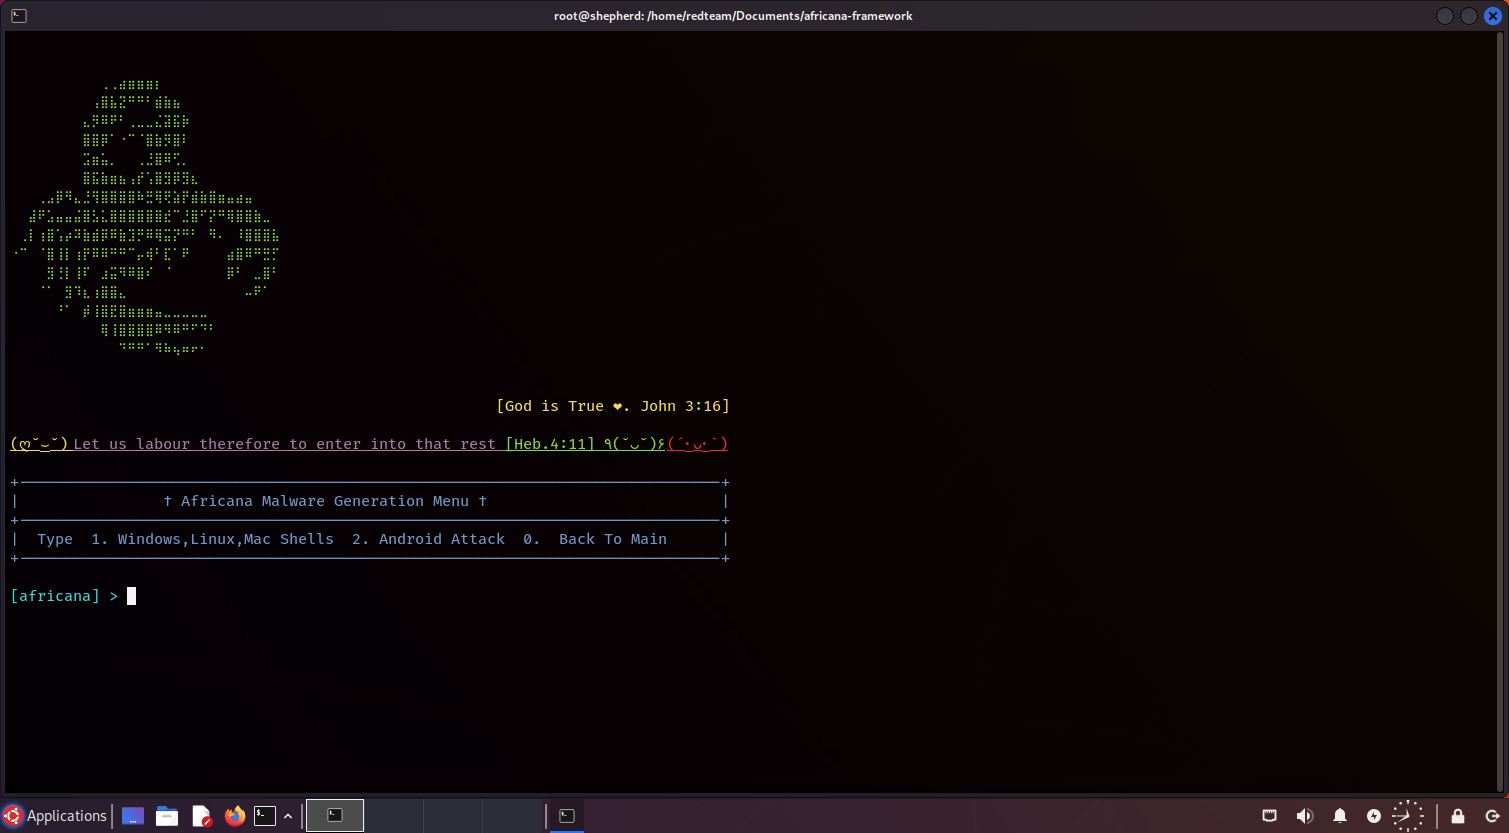 root@shepherd: /home/redteam/Documents/africana-framework
[God is True ❤. John 3:16]
(ღ˘⌣˘) Let us labour therefore to enter into that rest [Heb.4:11] ٩(˘◡˘)۶(´･ᴗ･`)
† Africana Malware Generation Menu †
Type 1. Windows,Linux,Mac Shells 2. Android Attack 0. Back To Main
[africana] >
Applications